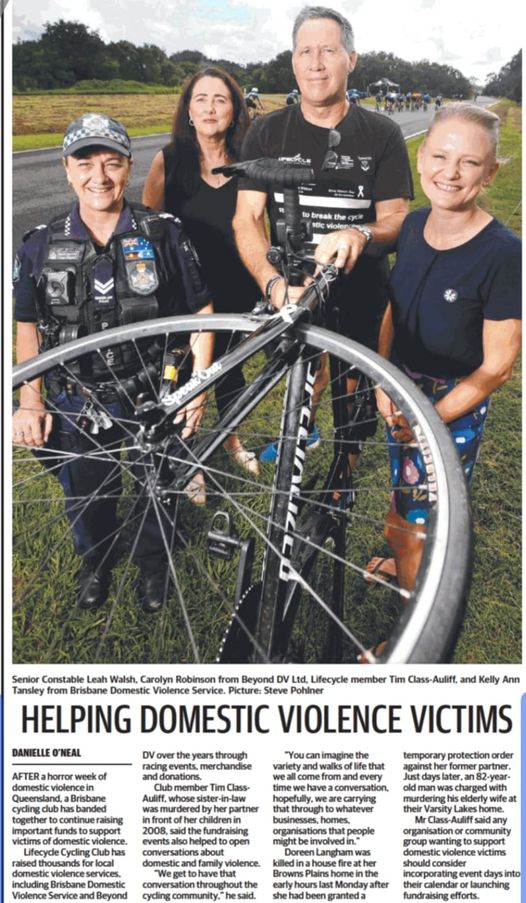 LIFECYCLE
to break the cycle
violence
Speak Out
Senior Constable Leah Walsh, Carolyn Robinson from Beyond DV Ltd, Lifecycle member Tim Class-Auliff, and Kelly Ann
Tansley from Brisbane Domestic Violence Service. Picture: Steve Pohlner
HELPING DOMESTIC VIOLENCE VICTIMS
DANIELLE O'NEAL
AFTER a horror week of
domestic violence in
Queensland, a Brisbane
cycling club has banded
together to continue raising
important funds to support
victims of domestic violence.
Lifecycle Cycling Club has
raised thousands for local
domestic violence services,
including Brisbane Domestic
Violence Service and Beyond
DV over the years through
racing events, merchandise
and donations.
Club member Tim Class-
Auliff, whose sister-in-law
was murdered by her partner
in front of her children in
2008, said the fundraising
events also helped to open
conversations about
domestic and family violence.
"We get to have that
conversation throughout the
cycling community," he said.
"You can imagine the
variety and walks of life that
we all come from and every
time we have a conversation,
hopefully, we are carrying
that through to whatever
businesses, homes,
organisations that people
might be involved in."
Doreen Langham was
killed in a house fire at her
Browns Plains home in the
early hours last Monday after
she had been granted a
temporary protection order
against her former partner.
Just days later, an 82-year-
old man was charged with
murdering his elderly wife at
their Varsity Lakes home.
Mr Class-Auliff said any
organisation or community
group wanting to support
domestic violence victims
should consider
incorporating event days into
their calendar or launching
fundraising efforts.